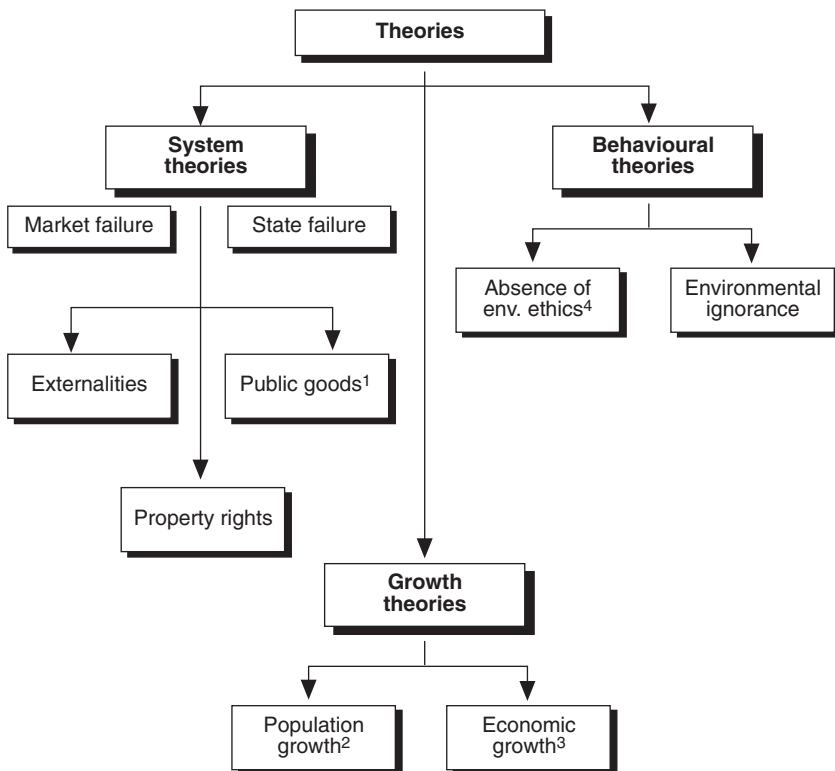 Theories
System
theories
Behavioural
theories
Market failure
State failure
Absence of
env. ethics⁴
Environmental
ignorance
Externalities
Public goods¹
Property rights
Growth
theories
Population
growth²
Economic
growth³